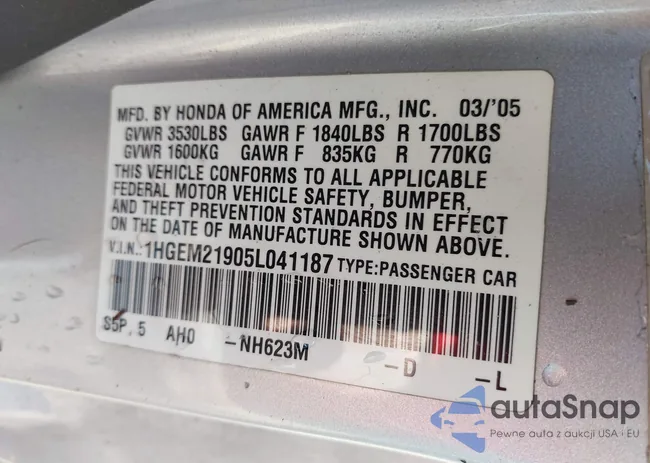 MFD. BY HONDA OF AMERICA MFG., INC. 03/'05
GVWR 3530LBS GAWR F 1840LBS R 1700LBS
GVWR 1600KG GAWR F 835KG R 770KG
THIS VEHICLE CONFORMS TO ALL APPLICABLE
FEDERAL MOTOR VEHICLE SAFETY, BUMPER,
AND THEFT PREVENTION STANDARDS IN EFFECT
ON THE DATE OF MANUFACTURE SHOWN ABOVE.
V.I.N.:1HGEM21905L041187 TYPE:PASSENGER CAR
S5P, 5 AH0 -NH623M -D -L
autaSnap
Pewne auta z aukcji USA i EU